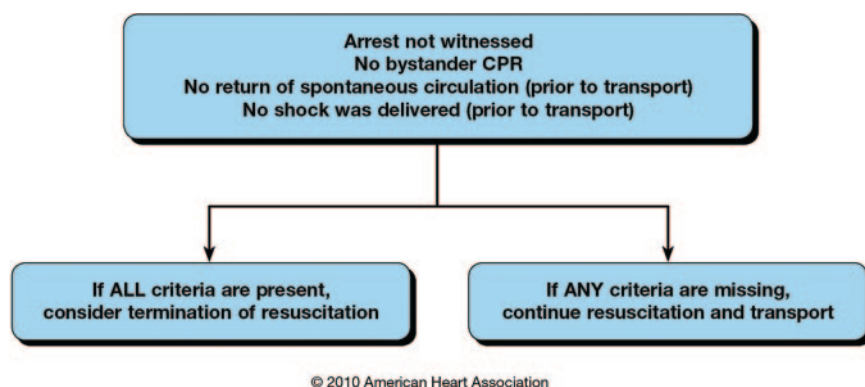 Arrest not witnessed
No bystander CPR
No return of spontaneous circulation (prior to transport)
No shock was delivered (prior to transport)
If ALL criteria are present,
consider termination of resuscitation
If ANY criteria are missing,
continue resuscitation and transport
© 2010 American Heart Association